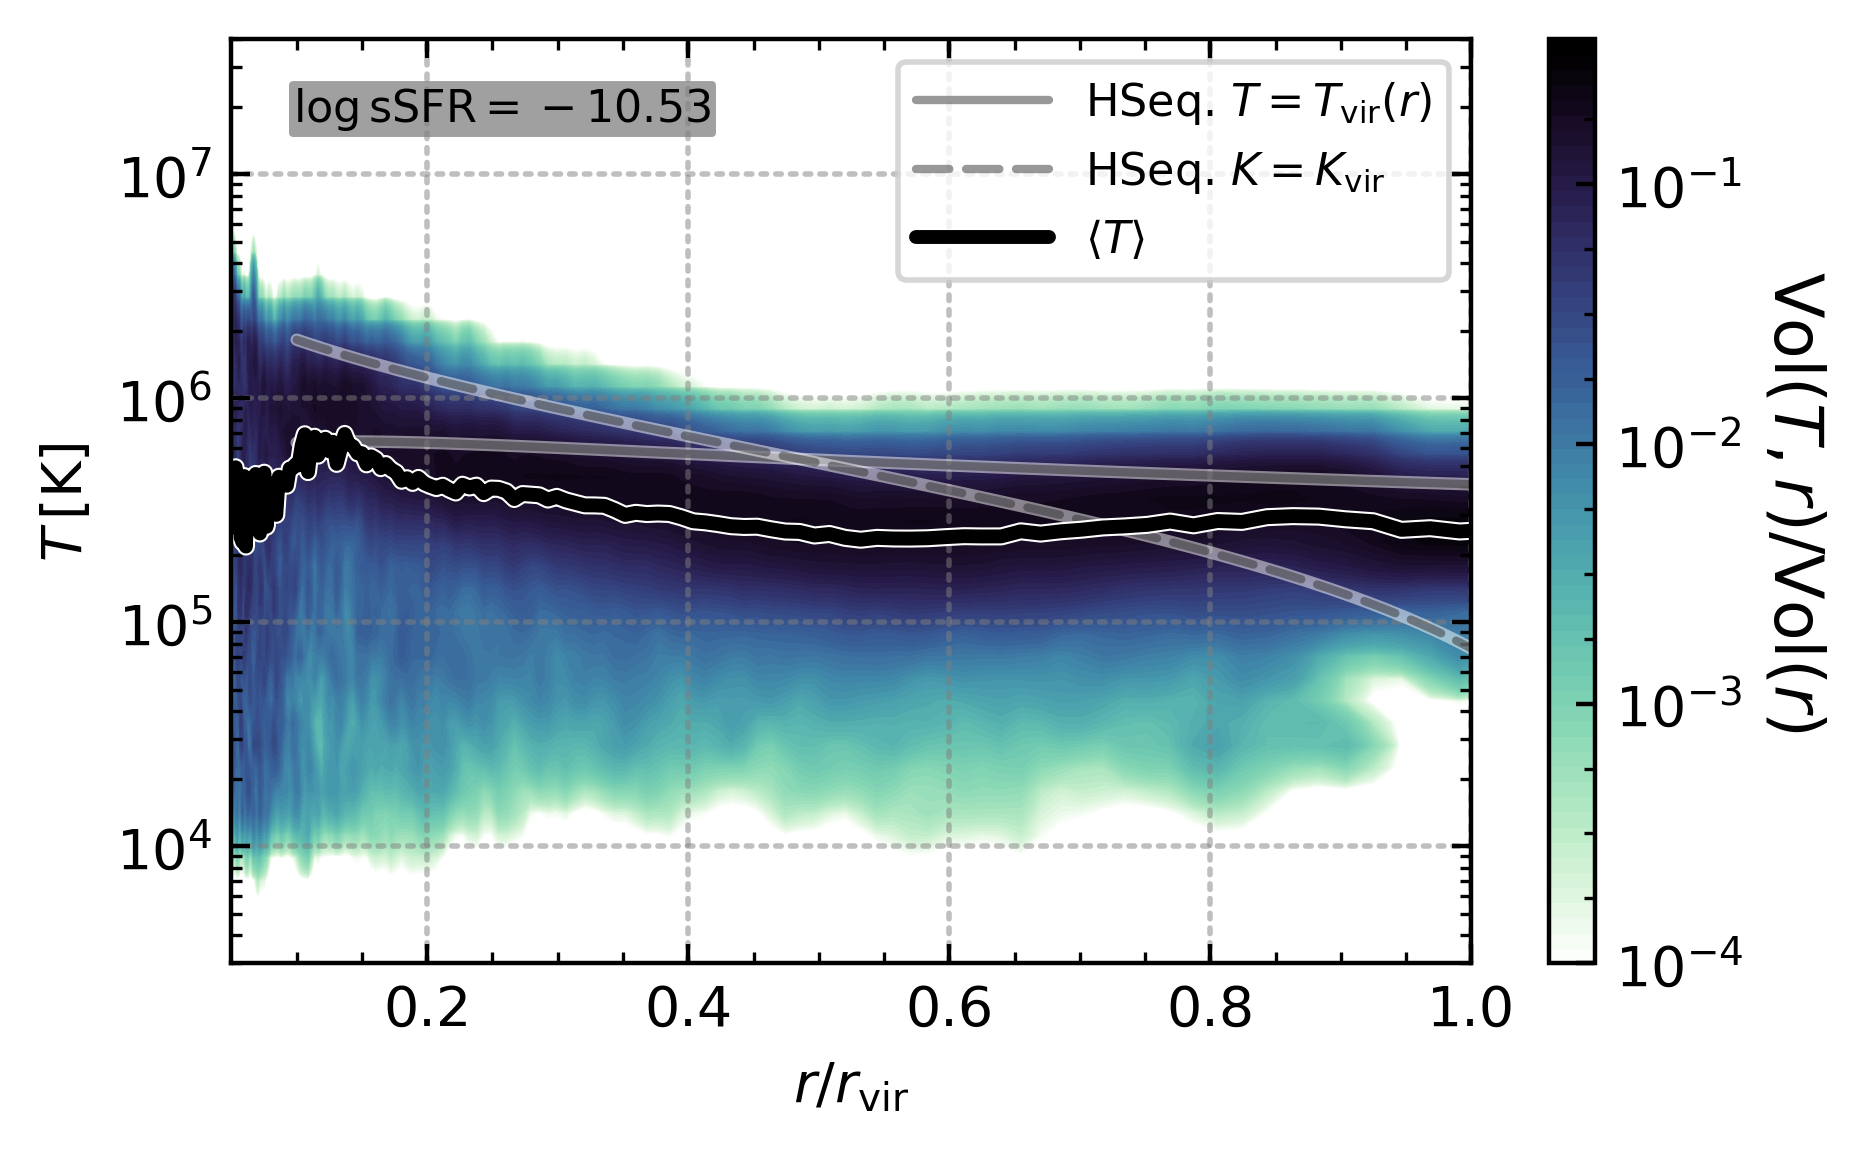 log sSFR = −10.53
HSeq. T = T_vir(r)
HSeq. K = K_vir
⟨T⟩
10^7
10^6
10^5
10^4
T [K]
0.2 0.4 0.6 0.8 1.0
r/r_vir
10^−1
10^−2
10^−3
10^−4
Vol(T, r)/Vol(r)